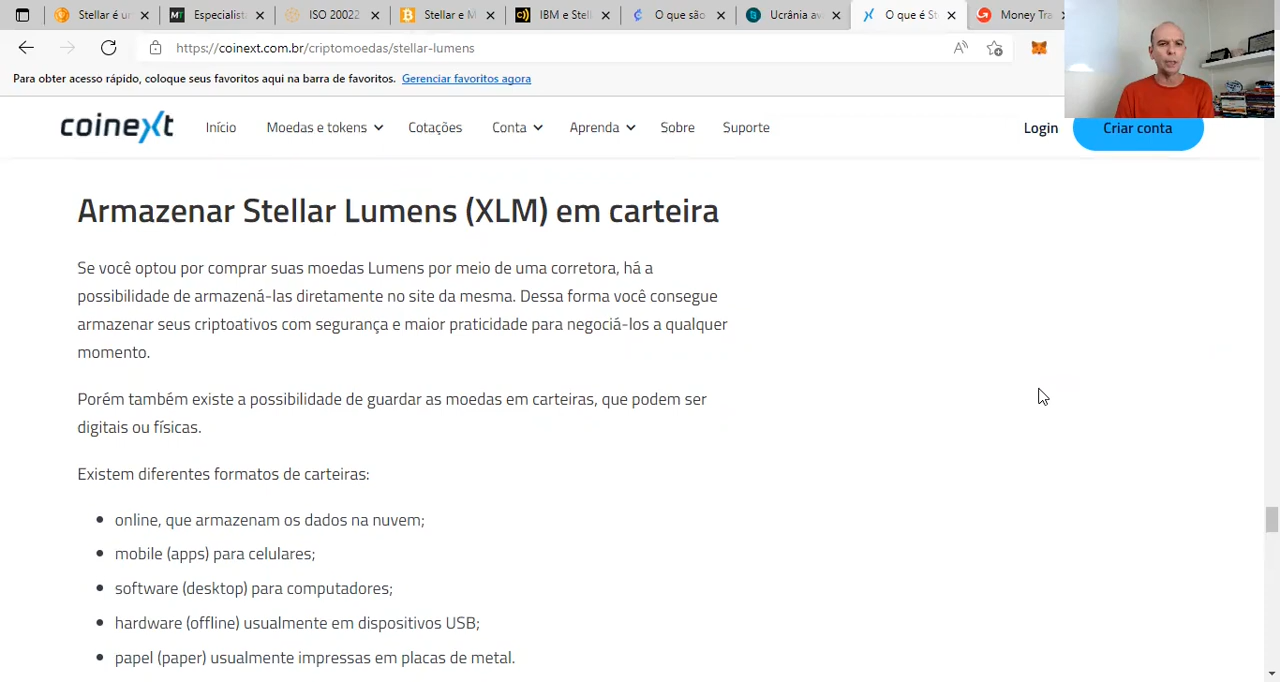 Stellar é un
Especialist
ISO 20022
Stellar e M
IBM e Stel
O que são
Ucrânia av
O que é St
Money Tra
https://coinext.com.br/criptomoedas/stellar-lumens
Para obter acesso rápido, coloque seus favoritos aqui na barra de favoritos. Gerenciar favoritos agora
coinext Início Moedas e tokens Cotações Conta Aprenda Sobre Suporte Login Criar conta
Armazenar Stellar Lumens (XLM) em carteira
Se você optou por comprar suas moedas Lumens por meio de uma corretora, há a
possibilidade de armazená-las diretamente no site da mesma. Dessa forma você consegue
armazenar seus criptoativos com segurança e maior praticidade para negociá-los a qualquer
momento.
Porém também existe a possibilidade de guardar as moedas em carteiras, que podem ser
digitais ou físicas.
Existem diferentes formatos de carteiras:
online, que armazenam os dados na nuvem;
mobile (apps) para celulares;
software (desktop) para computadores;
hardware (offline) usualmente em dispositivos USB;
papel (paper) usualmente impressas em placas de metal.